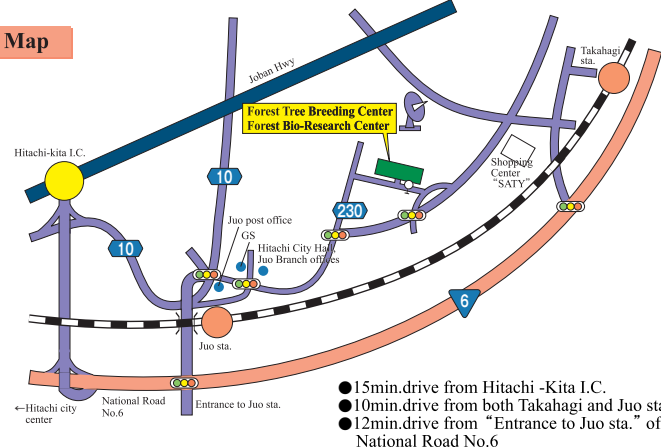 Map
Joban Hwy
Takahagi
sta.
Forest Tree Breeding Center
Forest Bio-Research Center
Hitachi-kita I.C.
Shopping
Center
“SATY”
10
230
Juo post office
GS
10
Hitachi City Hall,
Juo Branch offices
6
Juo sta.
←Hitachi city
center
National Road
No.6
Entrance to Juo sta.
●15min.drive from Hitachi -Kita I.C.
●10min.drive from both Takahagi and Juo sta
●12min.drive from “Entrance to Juo sta.” of
National Road No.6